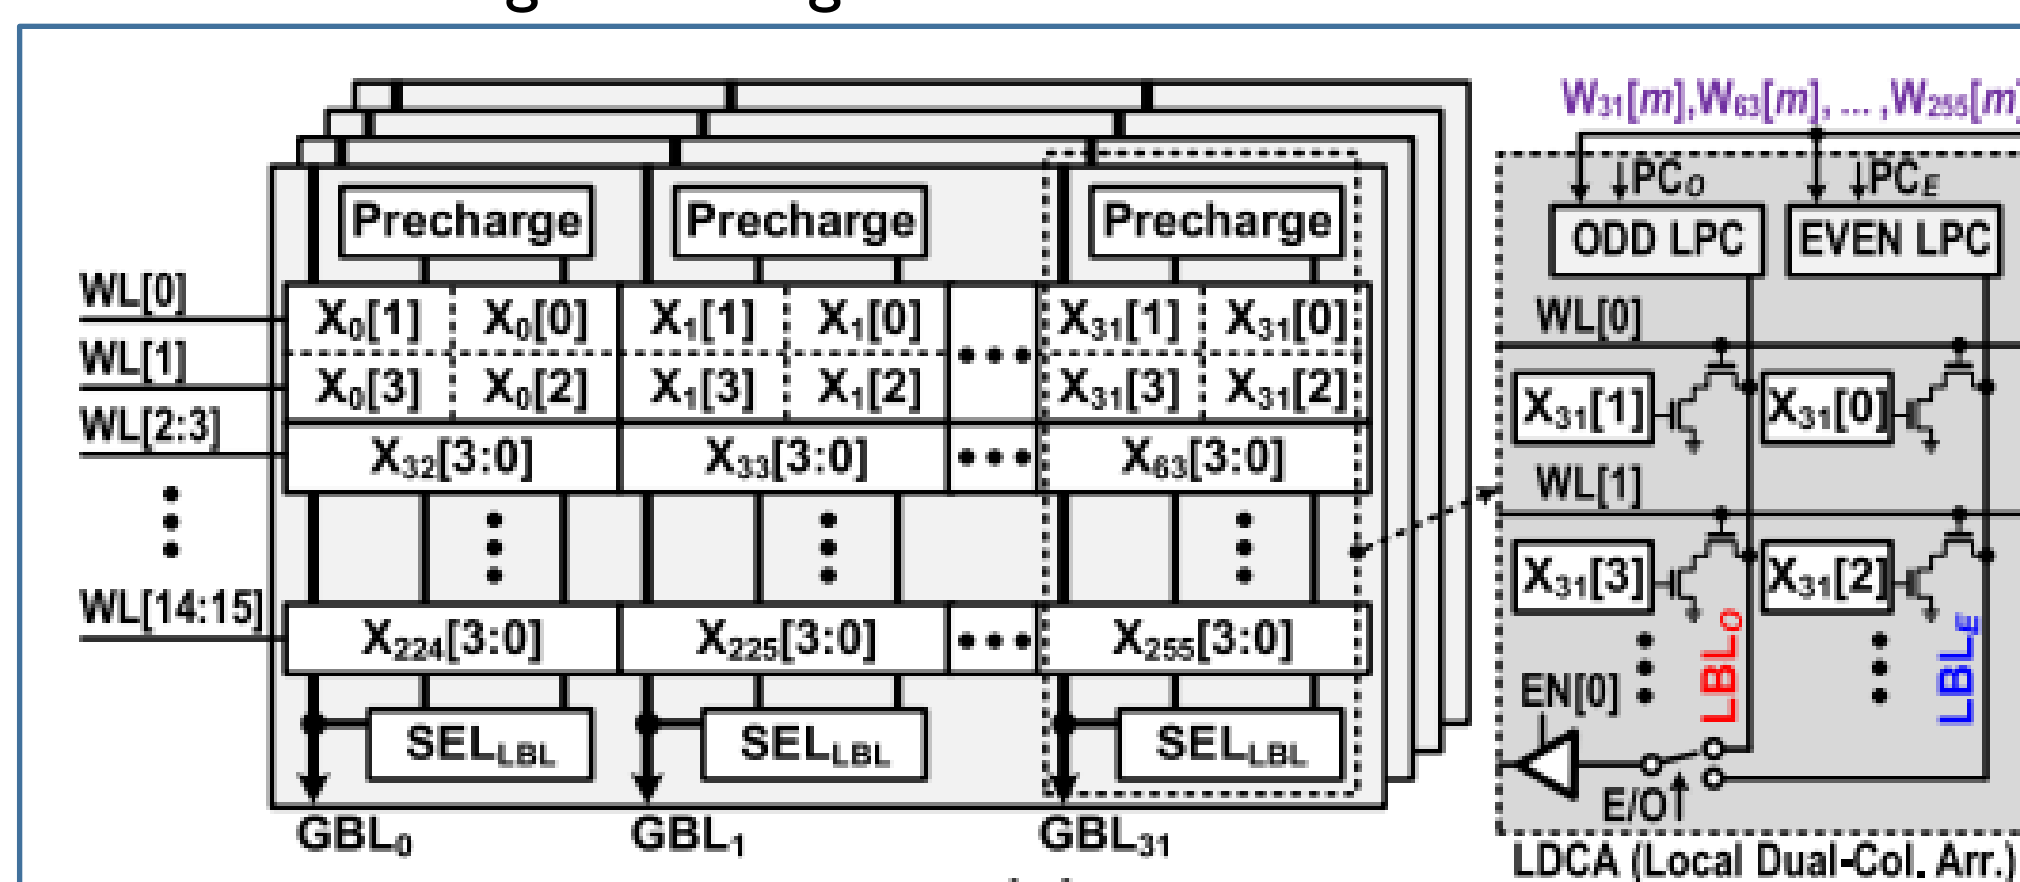 W31[m],W63[m], ... ,W255[m]
PCO PCE
Precharge Precharge Precharge
ODD LPC EVEN LPC
WL[0] X0[1] X0[0] X1[1] X1[0] X31[1] X31[0] WL[0]
WL[1] X0[3] X0[2] X1[3] X1[2] X31[3] X31[2] X31[1] X31[0]
WL[2:3] X32[3:0] X33[3:0] X63[3:0] WL[1]
X31[3] X31[2]
WL[14:15] X224[3:0] X225[3:0] X255[3:0] LBLO LBLE
EN[0]
SELLBL SELLBL SELLBL
E/O
GBL0 GBL1 GBL31
LDCA (Local Dual-Col. Arr.)